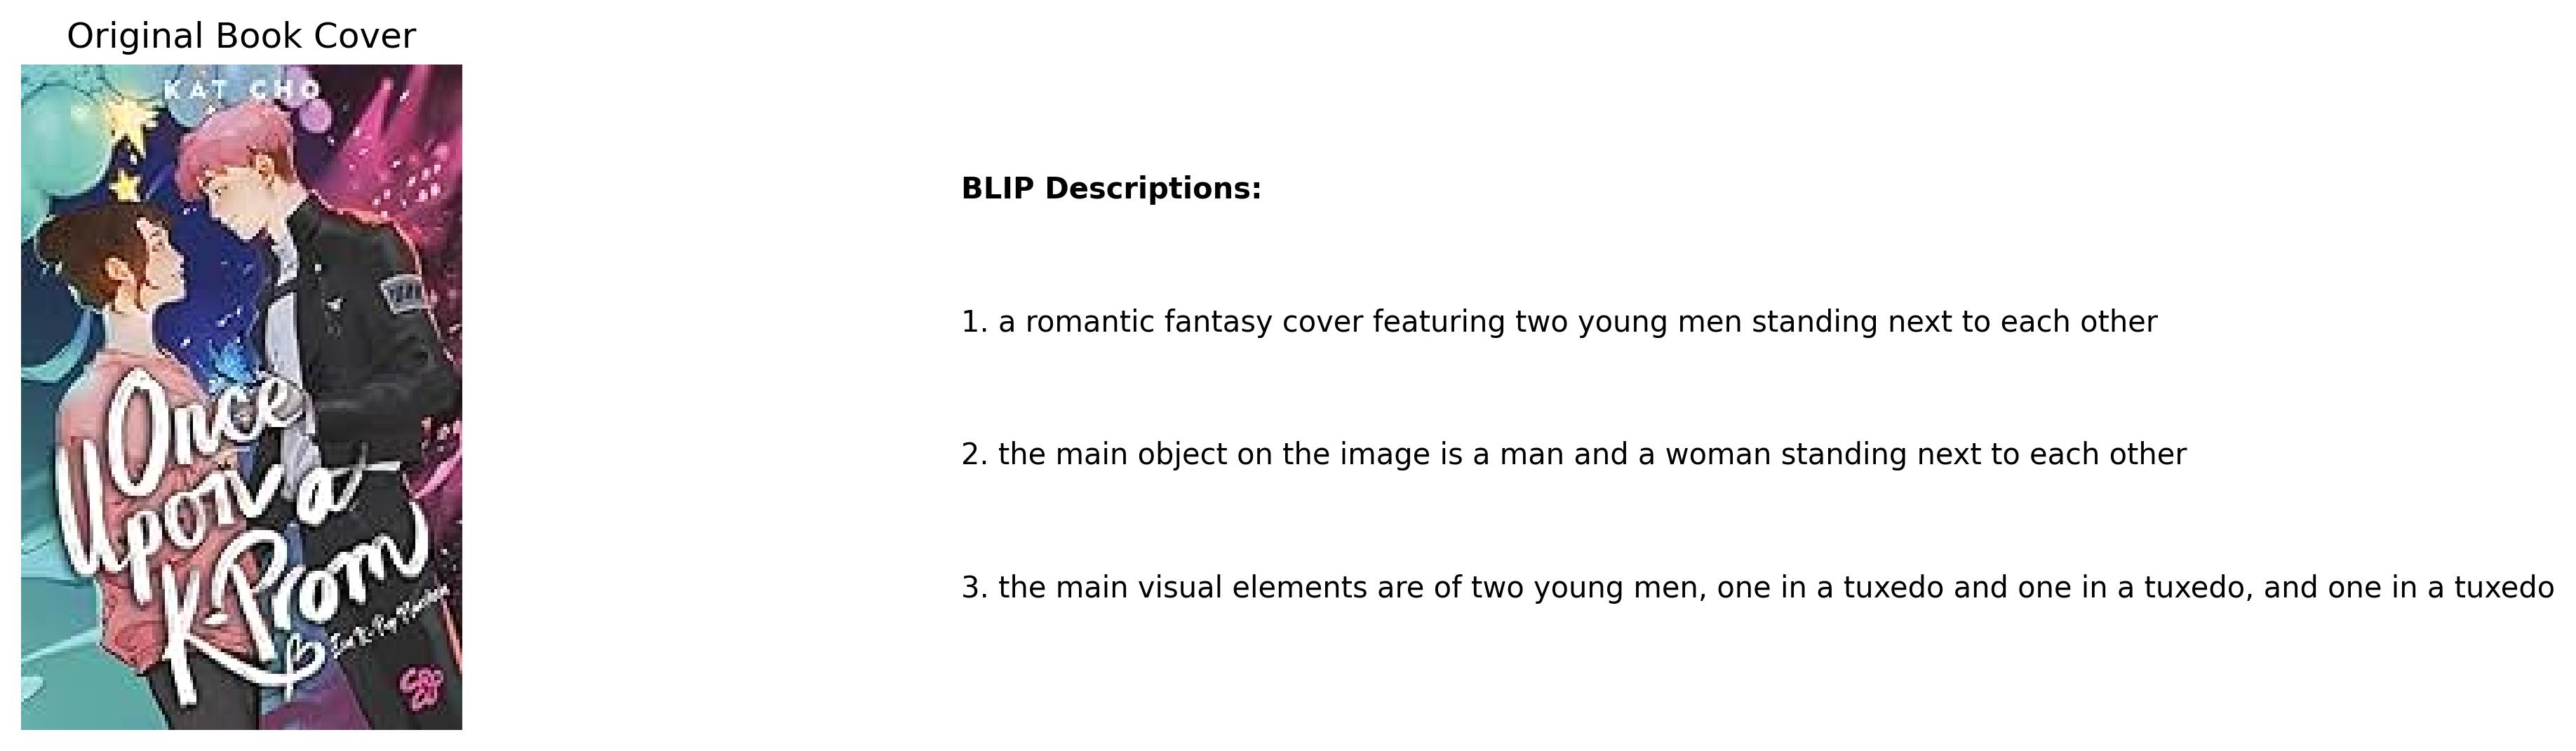 Original Book Cover
KAT CHO
Once
Upon a
K-Prom
BLIP Descriptions:
1. a romantic fantasy cover featuring two young men standing next to each other
2. the main object on the image is a man and a woman standing next to each other
3. the main visual elements are of two young men, one in a tuxedo and one in a tuxedo, and one in a tuxedo